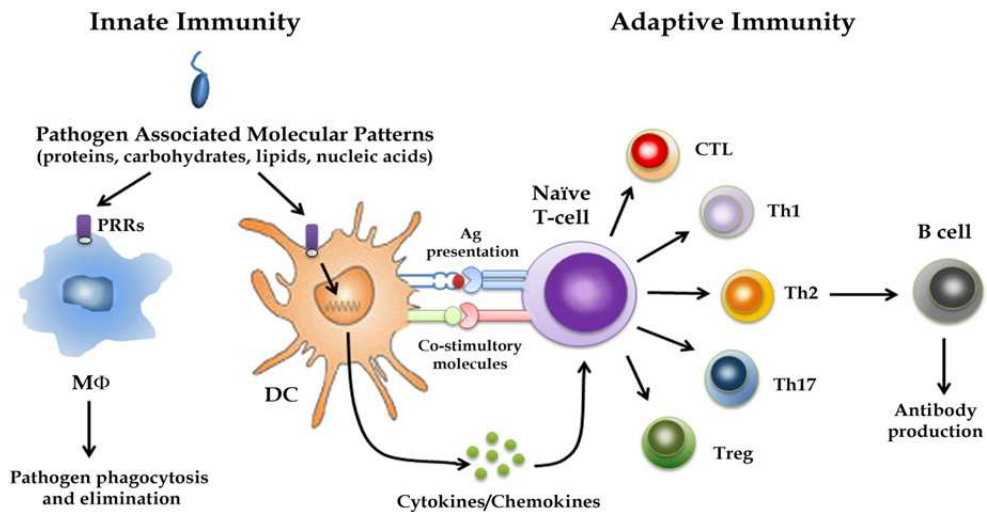 Innate Immunity
Adaptive Immunity
Pathogen Associated Molecular Patterns
(proteins, carbohydrates, lipids, nucleic acids)
PRRs
MΦ
Pathogen phagocytosis
and elimination
DC
Ag
presentation
Co-stimultory
molecules
Cytokines/Chemokines
Naïve
T-cell
CTL
Th1
Th2
Th17
Treg
B cell
Antibody
production